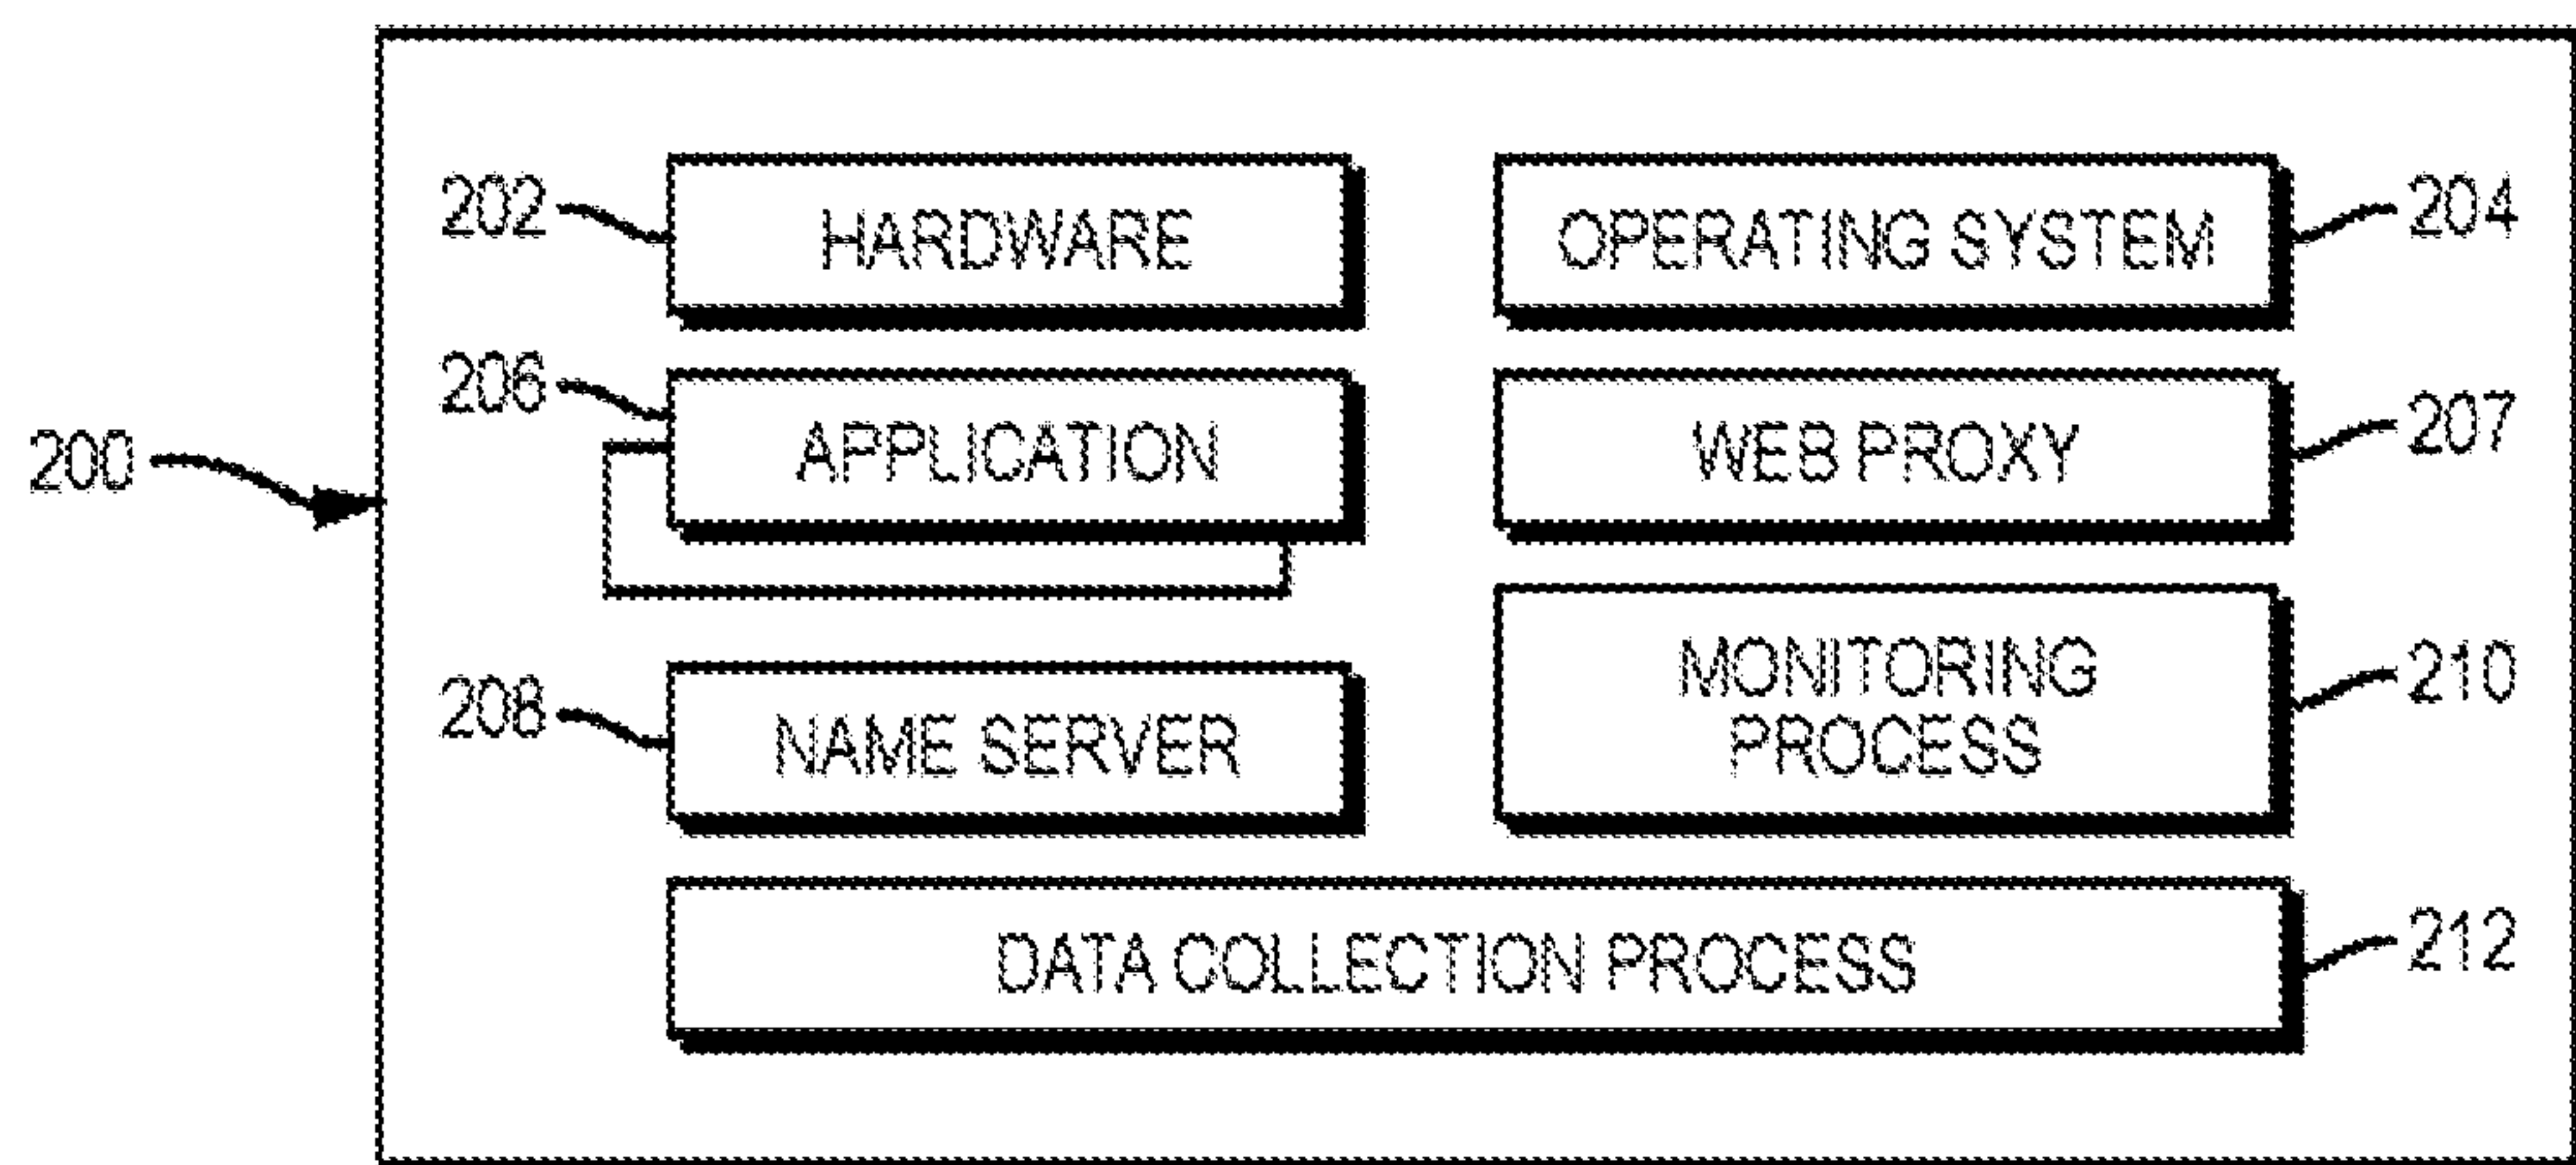 202
HARDWARE
OPERATING SYSTEM
204
206
APPLICATION
WEB PROXY
207
200
208
NAME SERVER
MONITORING
PROCESS
210
DATA COLLECTION PROCESS
212